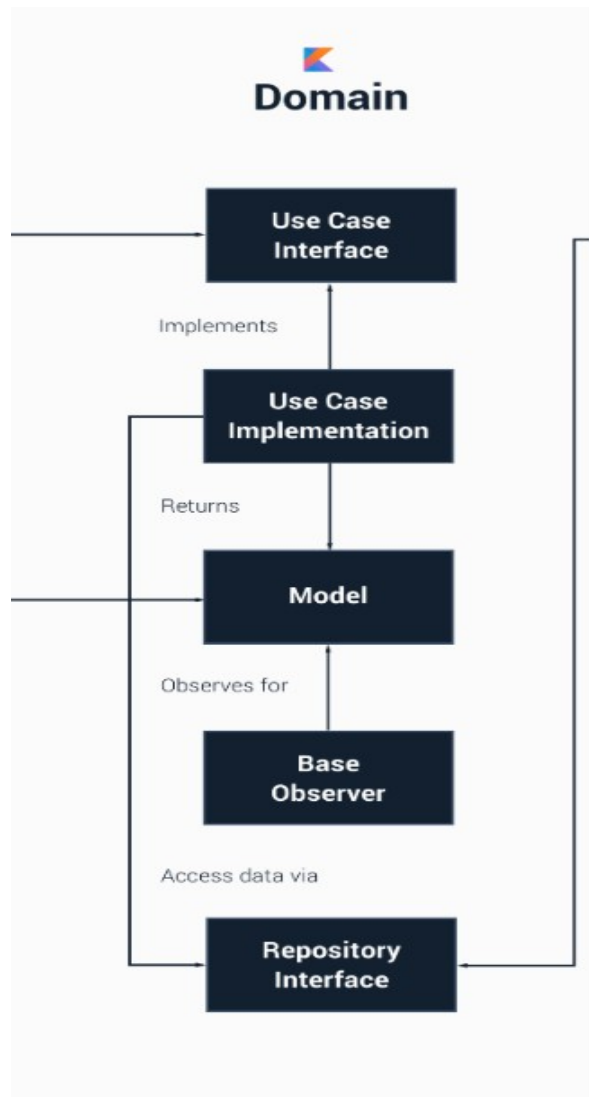 Domain
Use Case
Interface
Implements
Use Case
Implementation
Returns
Model
Observes for
Base
Observer
Access data via
Repository
Interface